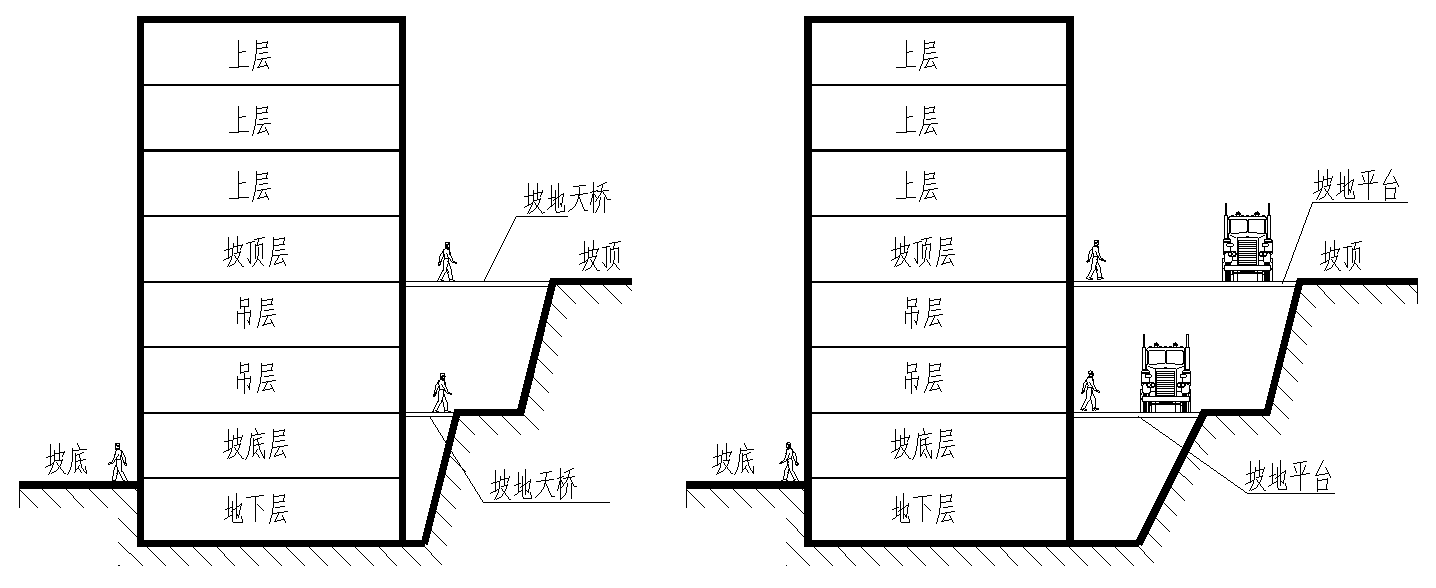 上层
上层
上层
坡顶层
吊层
吊层
坡底层
地下层
坡地天桥
坡顶
坡底
坡地天桥
上层
上层
上层
坡顶层
吊层
吊层
坡底层
地下层
坡地平台
坡顶
坡底
坡地平台